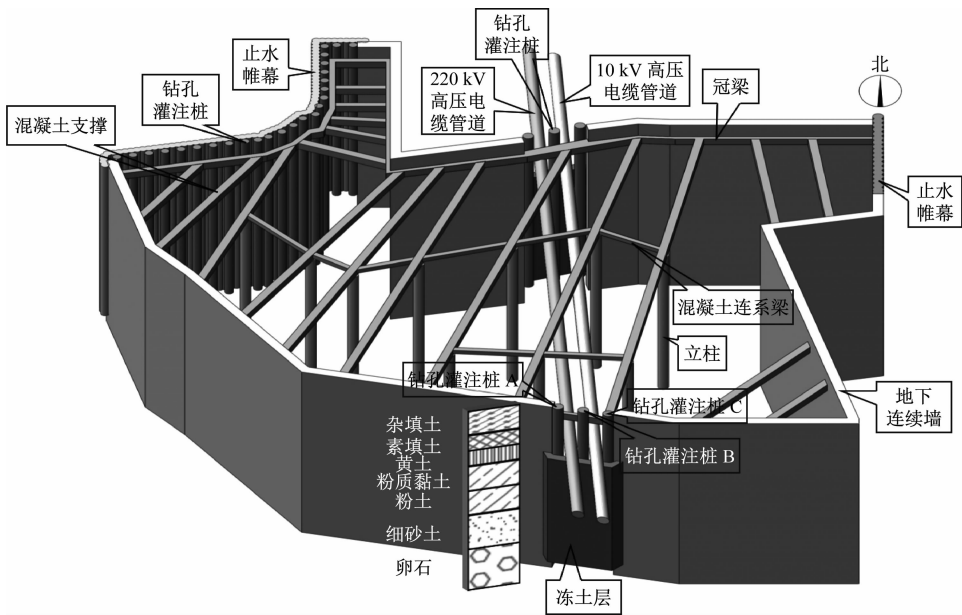 钻孔
灌注桩
止水
帷幕
220 kV
高压电
缆管道
10 kV 高压
电缆管道
冠梁
北
钻孔
灌注桩
混凝土支撑
止水
帷幕
混凝土连系梁
立柱
钻孔灌注桩 A
钻孔灌注桩 C
地下
连续墙
钻孔灌注桩 B
杂填土
素填土
黄土
粉质黏土
粉土
细砂土
卵石
冻土层